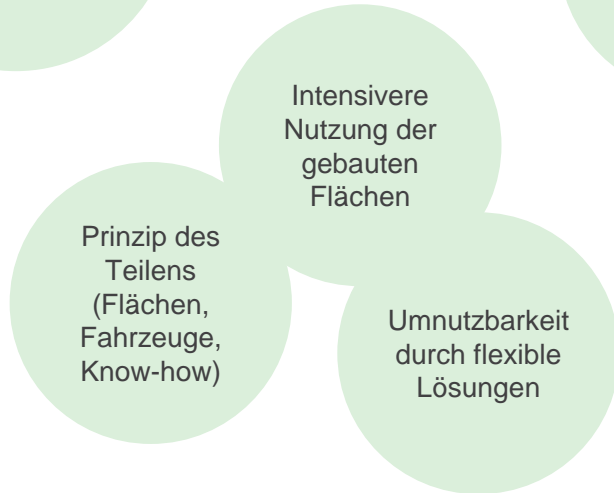 Intensivere
Nutzung der
gebauten
Flächen
Prinzip des
Teilens
(Flächen,
Fahrzeuge,
Know-how)
Umnutzbarkeit
durch flexible
Lösungen